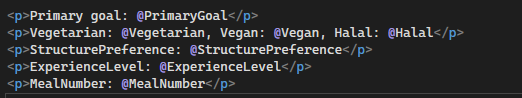 <p>Primary goal: @PrimaryGoal</p>
<p>Vegetarian: @Vegetarian, Vegan: @Vegan, Halal: @Halal</p>
<p>StructurePreference: @StructurePreference</p>
<p>ExperienceLevel: @ExperienceLevel</p>
<p>MealNumber: @MealNumber</p>